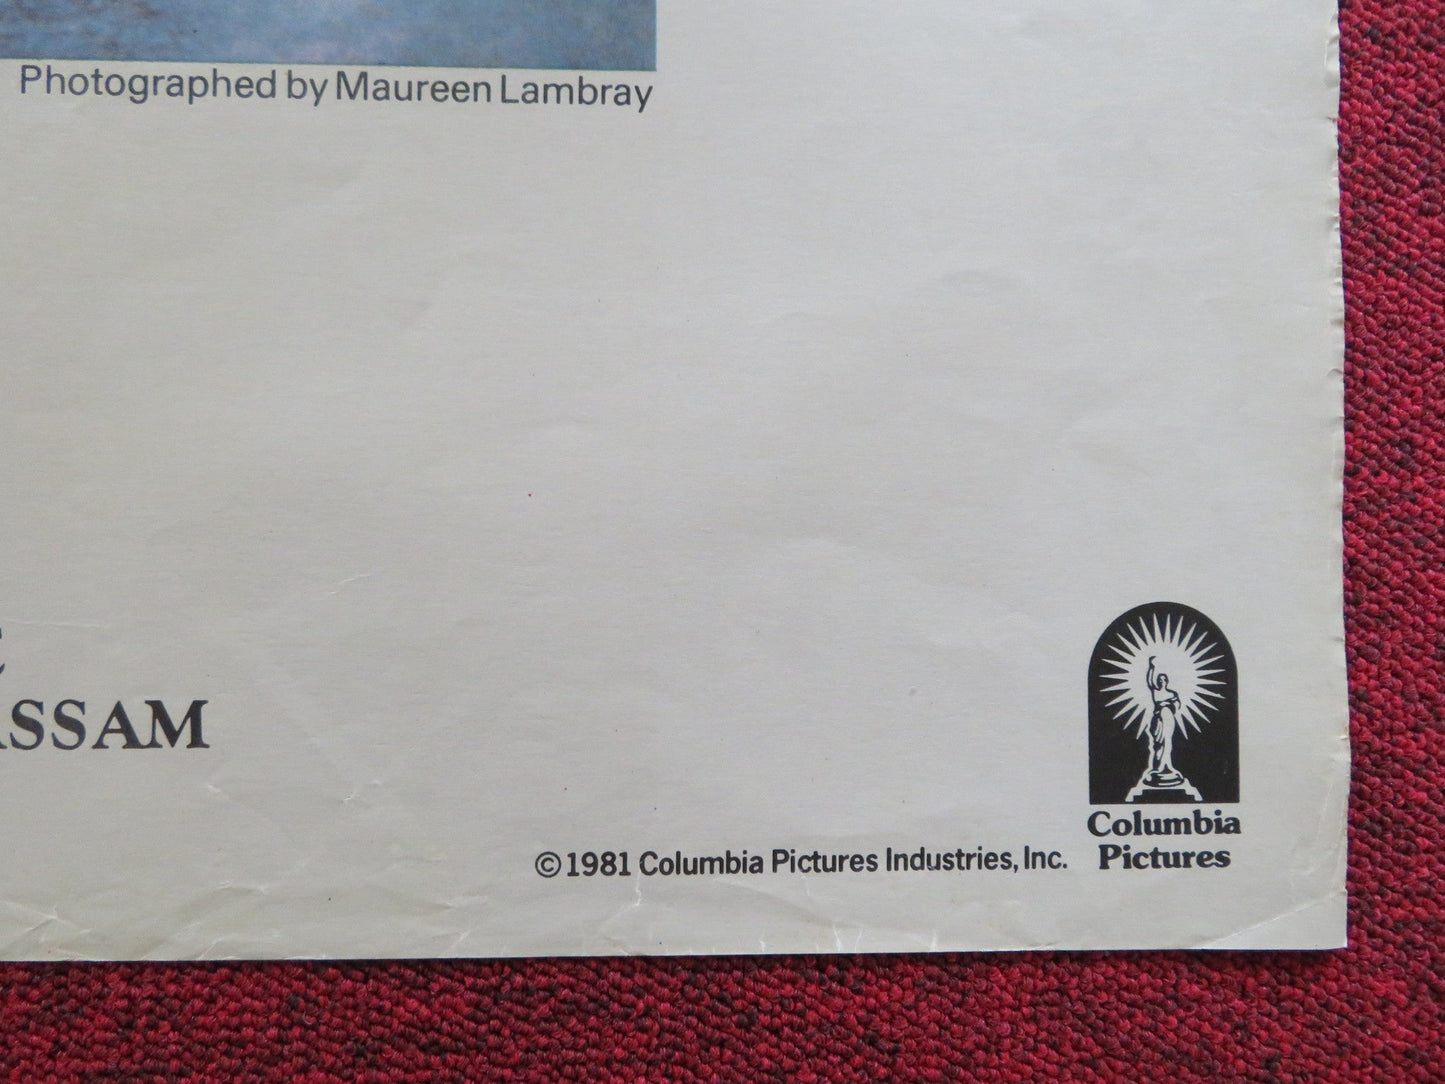 Photographed by Maureen Lambray
ASSAM
© 1981 Columbia Pictures Industries, Inc.
Columbia
Pictures